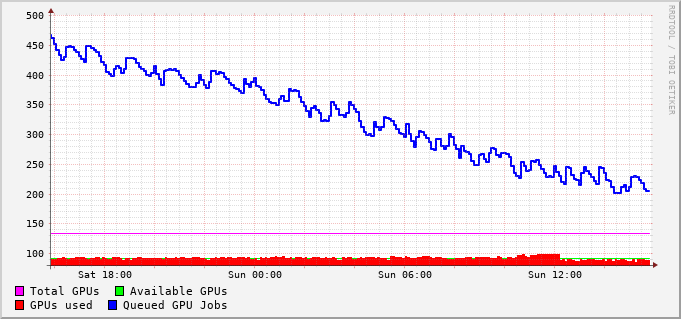 500
450
400
350
300
250
200
150
100
Sat 18:00 Sun 00:00 Sun 06:00 Sun 12:00
Total GPUs Available GPUs
GPUs used Queued GPU Jobs
RRDTOOL / TOBI OETIKER